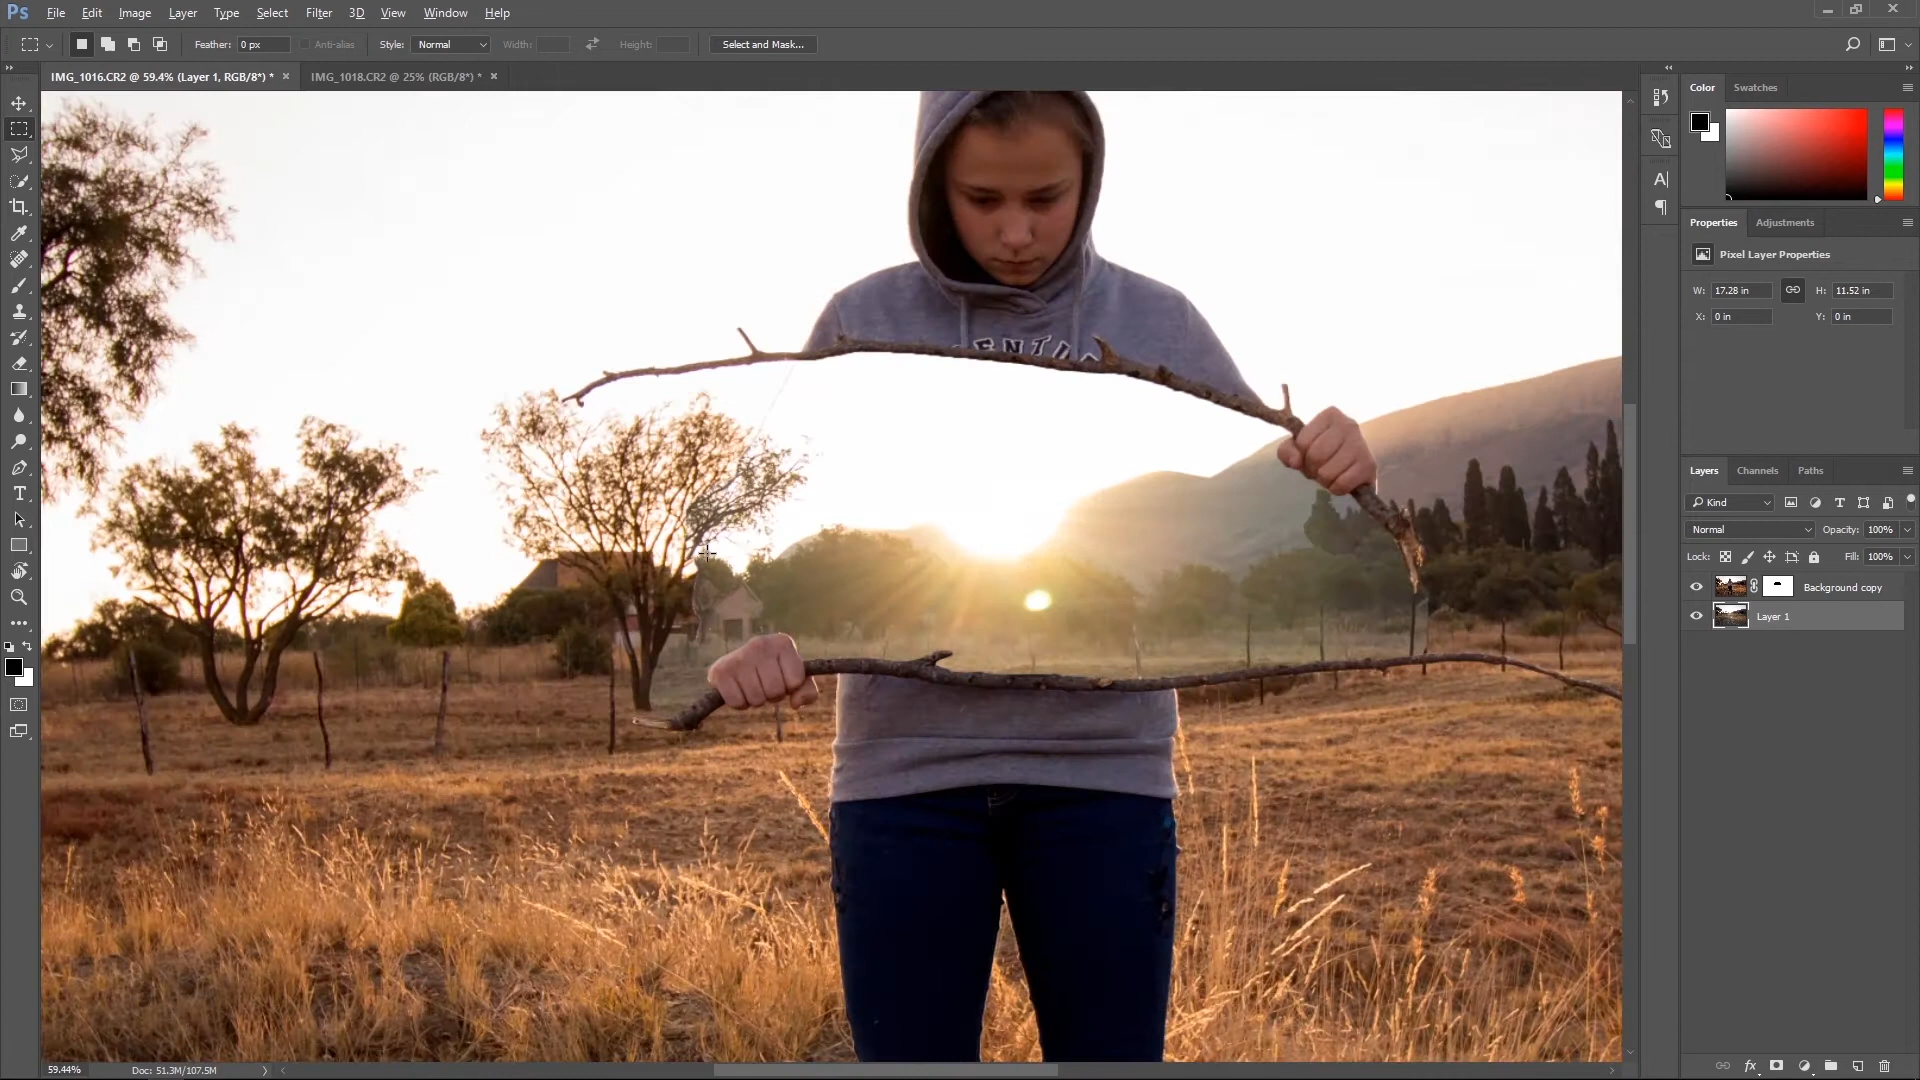 Ps File Edit Image Layer Type Select Filter 3D View Window Help
Feather: 0 px Anti-alias Style: Normal Width: Height: Select and Mask...
IMG_1016.CR2 @ 59.4% (Layer 1, RGB/8*) * × IMG_1018.CR2 @ 25% (RGB/8*) * ×
Color Swatches
Properties Adjustments
Pixel Layer Properties
W: 17.28 in H: 11.52 in
X: 0 in Y: 0 in
Layers Channels Paths
Kind
Normal Opacity: 100%
Lock: Fill: 100%
Background copy
Layer 1
59.44% Doc: 51.3M/107.5M